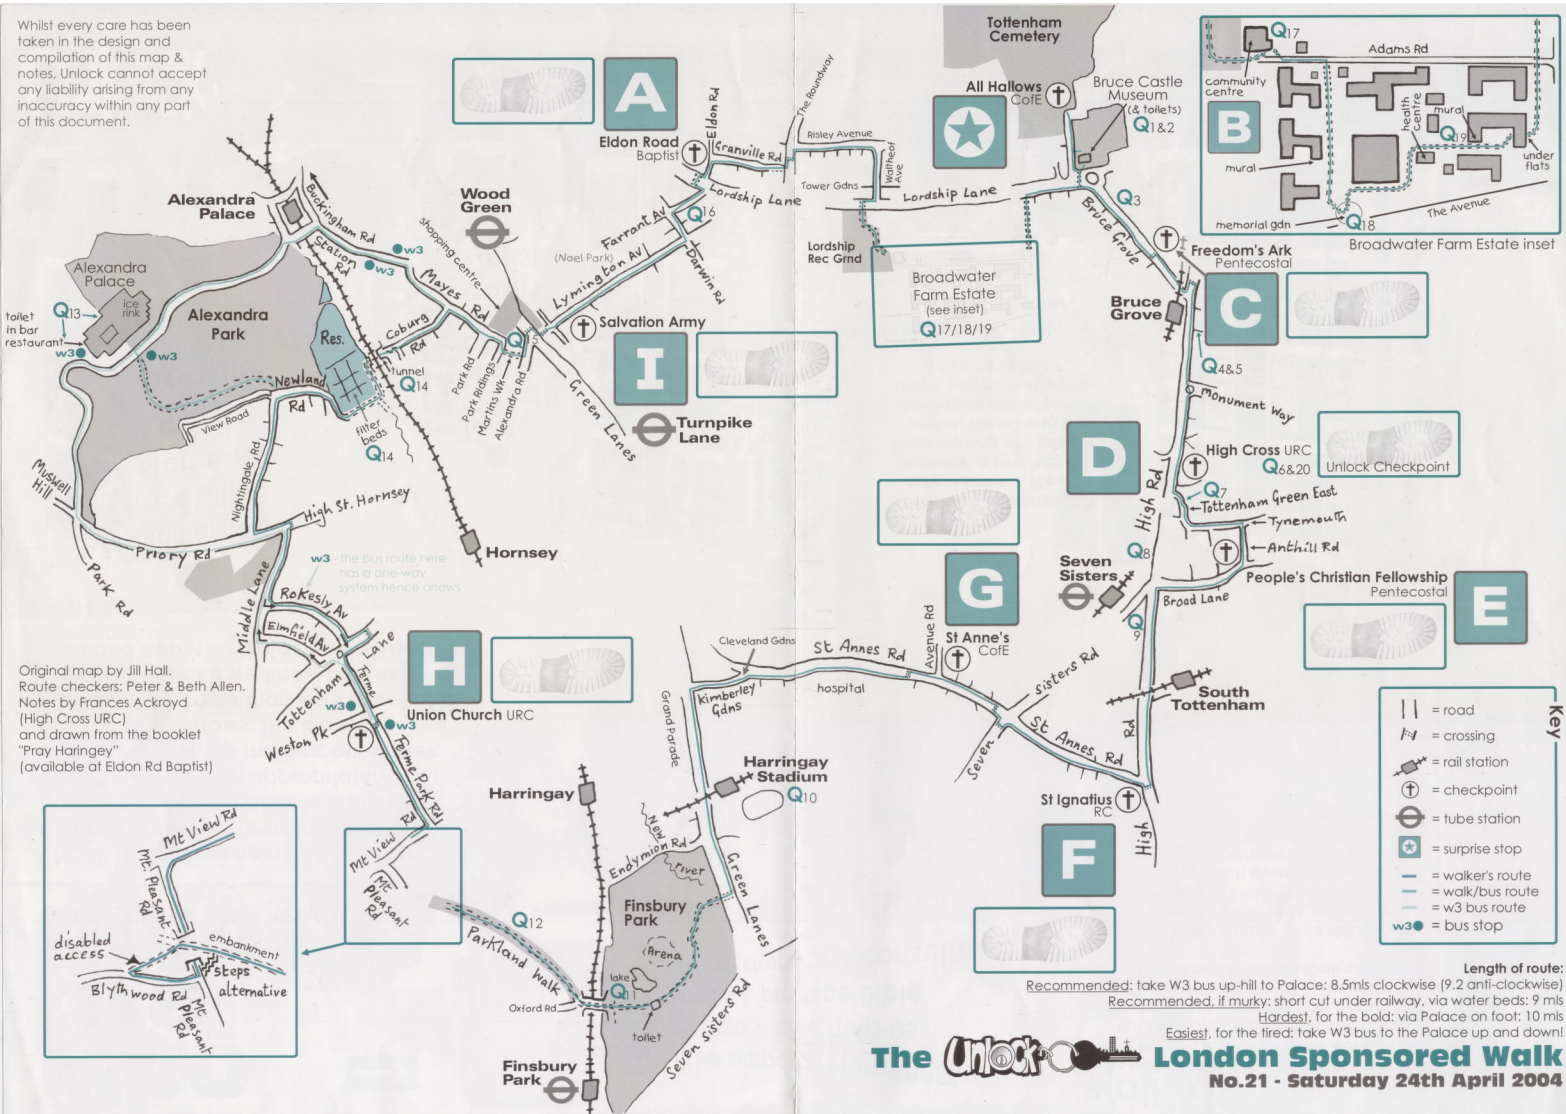 Whilst every care has been
taken in the design and
compilation of this map &
notes, Unlock cannot accept
any liability arising from any
inaccuracy within any part
of this document.
A
Eldon Road
Baptist
Eldon Rd
Granville Rd
The Roundway
Risley Avenue
Waltheof
Ave
Tower Gdns
Lordship Lane
Lordship Lane
Lordship
Rec Grnd
Tottenham
Cemetery
All Hallows
CofE
Bruce Castle
Museum
(& toilets)
Q1&2
Q3
Bruce Grove
Broadwater
Farm Estate
(see inset)
Q17/18/19
Q17
Adams Rd
community
centre
B
health
centre
mural
Q19
mural
under
flats
memorial gdn
Q18
The Avenue
Broadwater Farm Estate inset
Freedom's Ark
Pentecostal
C
Bruce
Grove
Q4&5
Monument Way
D
High Cross URC
Q6&20
Unlock Checkpoint
High Rd
Q7
Tottenham Green East
Tynemouth
Anthill Rd
Q8
Seven
Sisters
People's Christian Fellowship
Pentecostal
E
Broad Lane
Q9
South
Tottenham
Rd
High
St Ignatius
RC
F
G
St Anne's
CofE
Avenue Rd
St Annes Rd
hospital
Seven
Sisters Rd
St Annes Rd
Cleveland Gdns
Kimberley
Gdns
Grand Parade
Harringay
Stadium
Q10
Harringay
New
river
Endymion Rd
Green Lanes
Finsbury
Park
Arena
lake
Q11
toilet
Seven Sisters Rd
Oxford Rd
Finsbury
Park
Parkland Walk
Q12
Alexandra
Palace
Buckingham Rd
Station
Rd
w3
w3
Wood
Green
shopping centre
Mayes
Rd
Coburg
Rd
Park Rd
Park Ridings
Martins Wk
Alexandra Rd
Q15
(Noel Park)
Lymington Av
Farrant Av
Q16
Darwin Rd
Salvation Army
I
Green Lanes
Turnpike
Lane
Alexandra
Palace
ice
rink
Q13
toilet
in bar
restaurant
w3
w3
Alexandra
Park
Res.
tunnel
Q14
Newland
Rd
View Road
filter
beds
Q14
Nightingale Rd
Muswell
Hill
Priory Rd
Park Rd
High St. Hornsey
Hornsey
w3 - the bus route here
has a one-way
system hence arrows
Middle Lane
Rokesly Av
Elmfield Av
Tottenham
Lane
Ferme
w3
w3
Weston Pk
Ferme Park Rd
H
Union Church URC
Original map by Jill Hall.
Route checkers: Peter & Beth Allen.
Notes by Frances Ackroyd
(High Cross URC)
and drawn from the booklet
"Pray Haringey"
(available at Eldon Rd Baptist)
Mt View
Rd
Mt
Pleasant
Rd
Mt View Rd
Mt.
Pleasant
Rd
disabled
access
embankment
steps
alternative
Blythwood Rd
Mt
Pleasant
Rd
Key
= road
= crossing
= rail station
= checkpoint
= tube station
= surprise stop
= walker's route
= walk/bus route
= w3 bus route
w3 = bus stop
Length of route:
Recommended: take W3 bus up-hill to Palace: 8.5mls clockwise (9.2 anti-clockwise)
Recommended, if murky: short cut under railway, via water beds: 9 mls
Hardest, for the bold: via Palace on foot: 10 mls
Easiest, for the tired: take W3 bus to the Palace up and down!
The Unlock London Sponsored Walk
No.21 - Saturday 24th April 2004